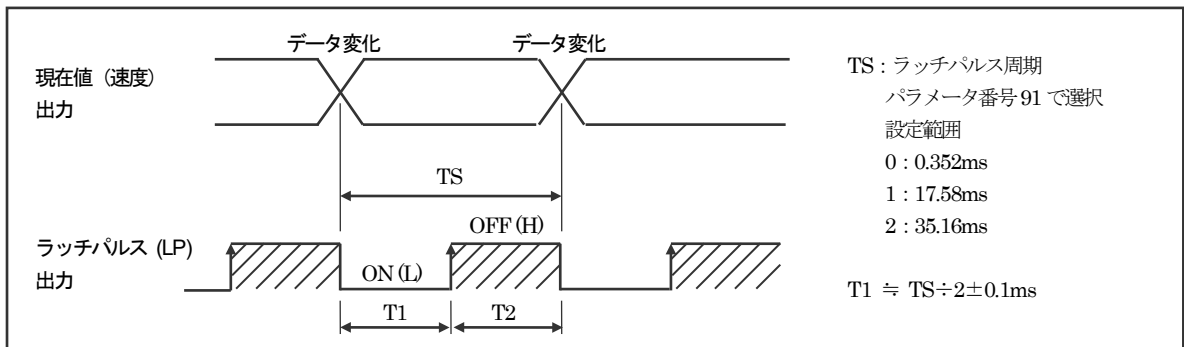 データ変化
データ変化
現在値（速度）
出力
TS
OFF(H)
ラッチパルス (LP)
出力
ON(L)
T1
T2
TS：ラッチパルス周期
パラメータ番号91で選択
設定範囲
0：0.352ms
1：17.58ms
2：35.16ms
T1 ≒ TS÷2±0.1ms